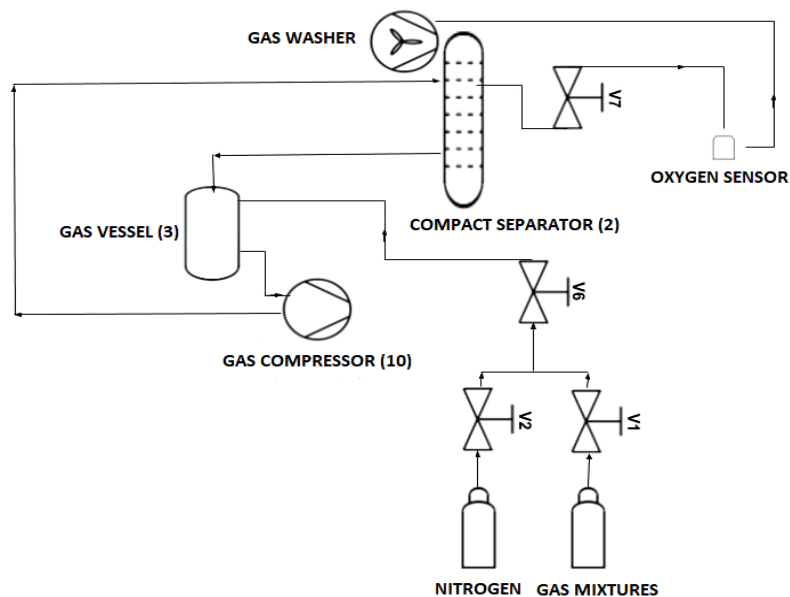 GAS WASHER
V7
OXYGEN SENSOR
COMPACT SEPARATOR (2)
GAS VESSEL (3)
V6
GAS COMPRESSOR (10)
V2
V1
NITROGEN
GAS MIXTURES